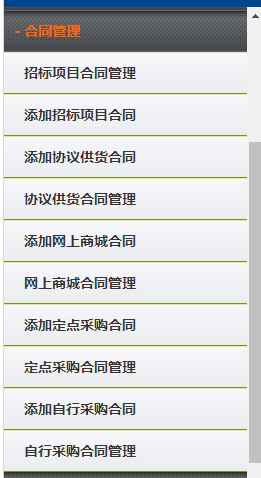 - 合同管理
招标项目合同管理
添加招标项目合同
添加协议供货合同
协议供货合同管理
添加网上商城合同
网上商城合同管理
添加定点采购合同
定点采购合同管理
添加自行采购合同
自行采购合同管理